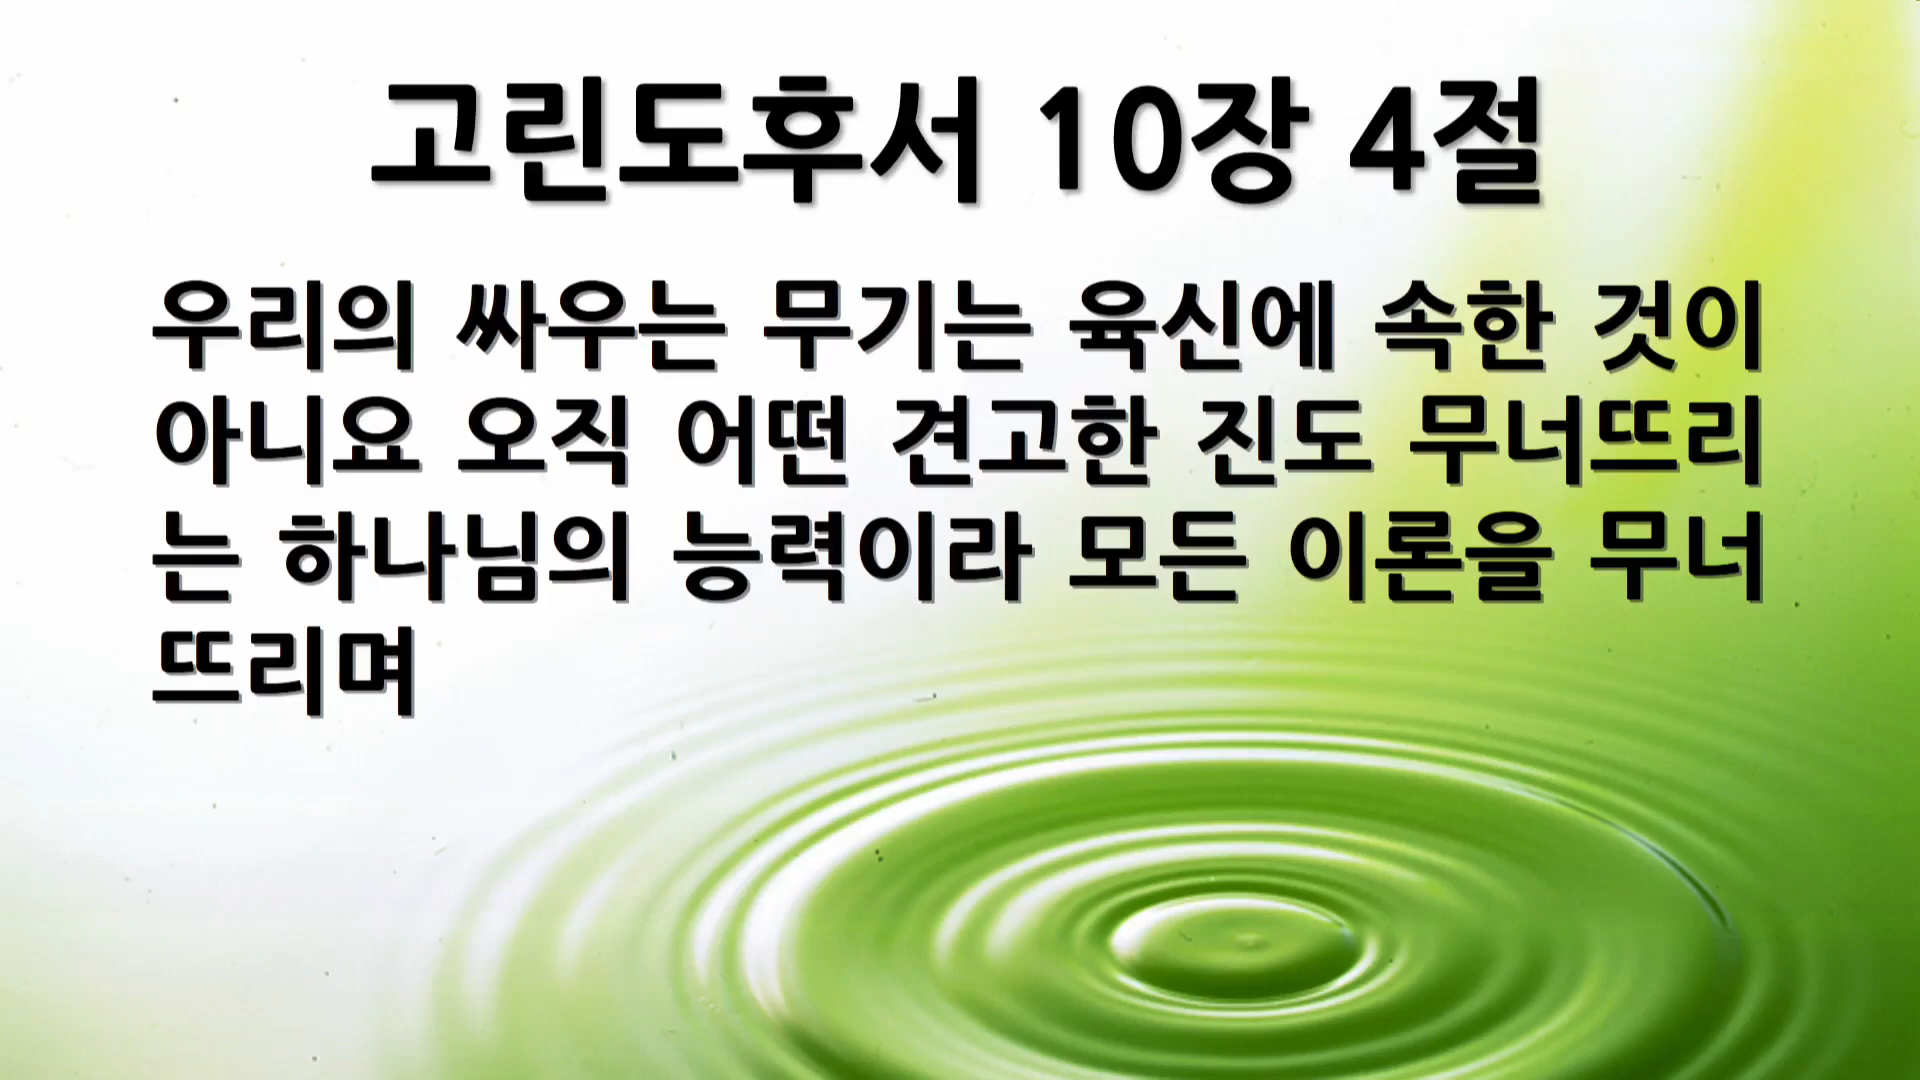 고린도후서 10장 4절
우리의 싸우는 무기는 육신에 속한 것이
아니요 오직 어떤 견고한 진도 무너뜨리
는 하나님의 능력이라 모든 이론을 무너
뜨리며